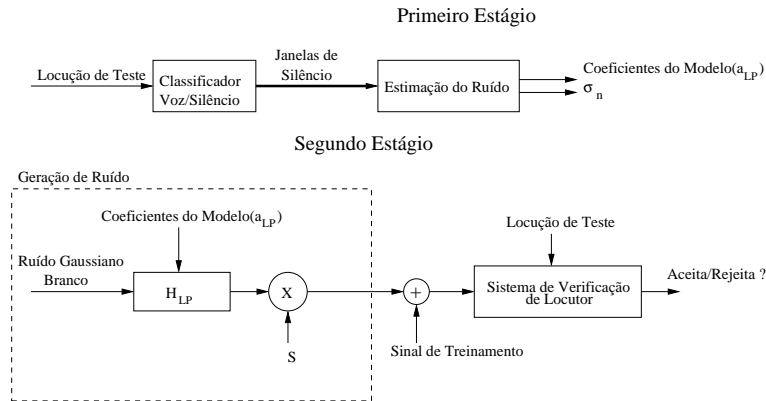 Primeiro Estágio
Locução de Teste
Classificador
Voz/Silêncio
Janelas de
Silêncio
Estimação do Ruído
Coeficientes do Modelo(a_LP)
σ_n
Segundo Estágio
Geração de Ruído
Coeficientes do Modelo(a_LP)
Ruído Gaussiano
Branco
H_LP
X
S
+
Sinal de Treinamento
Locução de Teste
Sistema de Verificação
de Locutor
Aceita/Rejeita ?